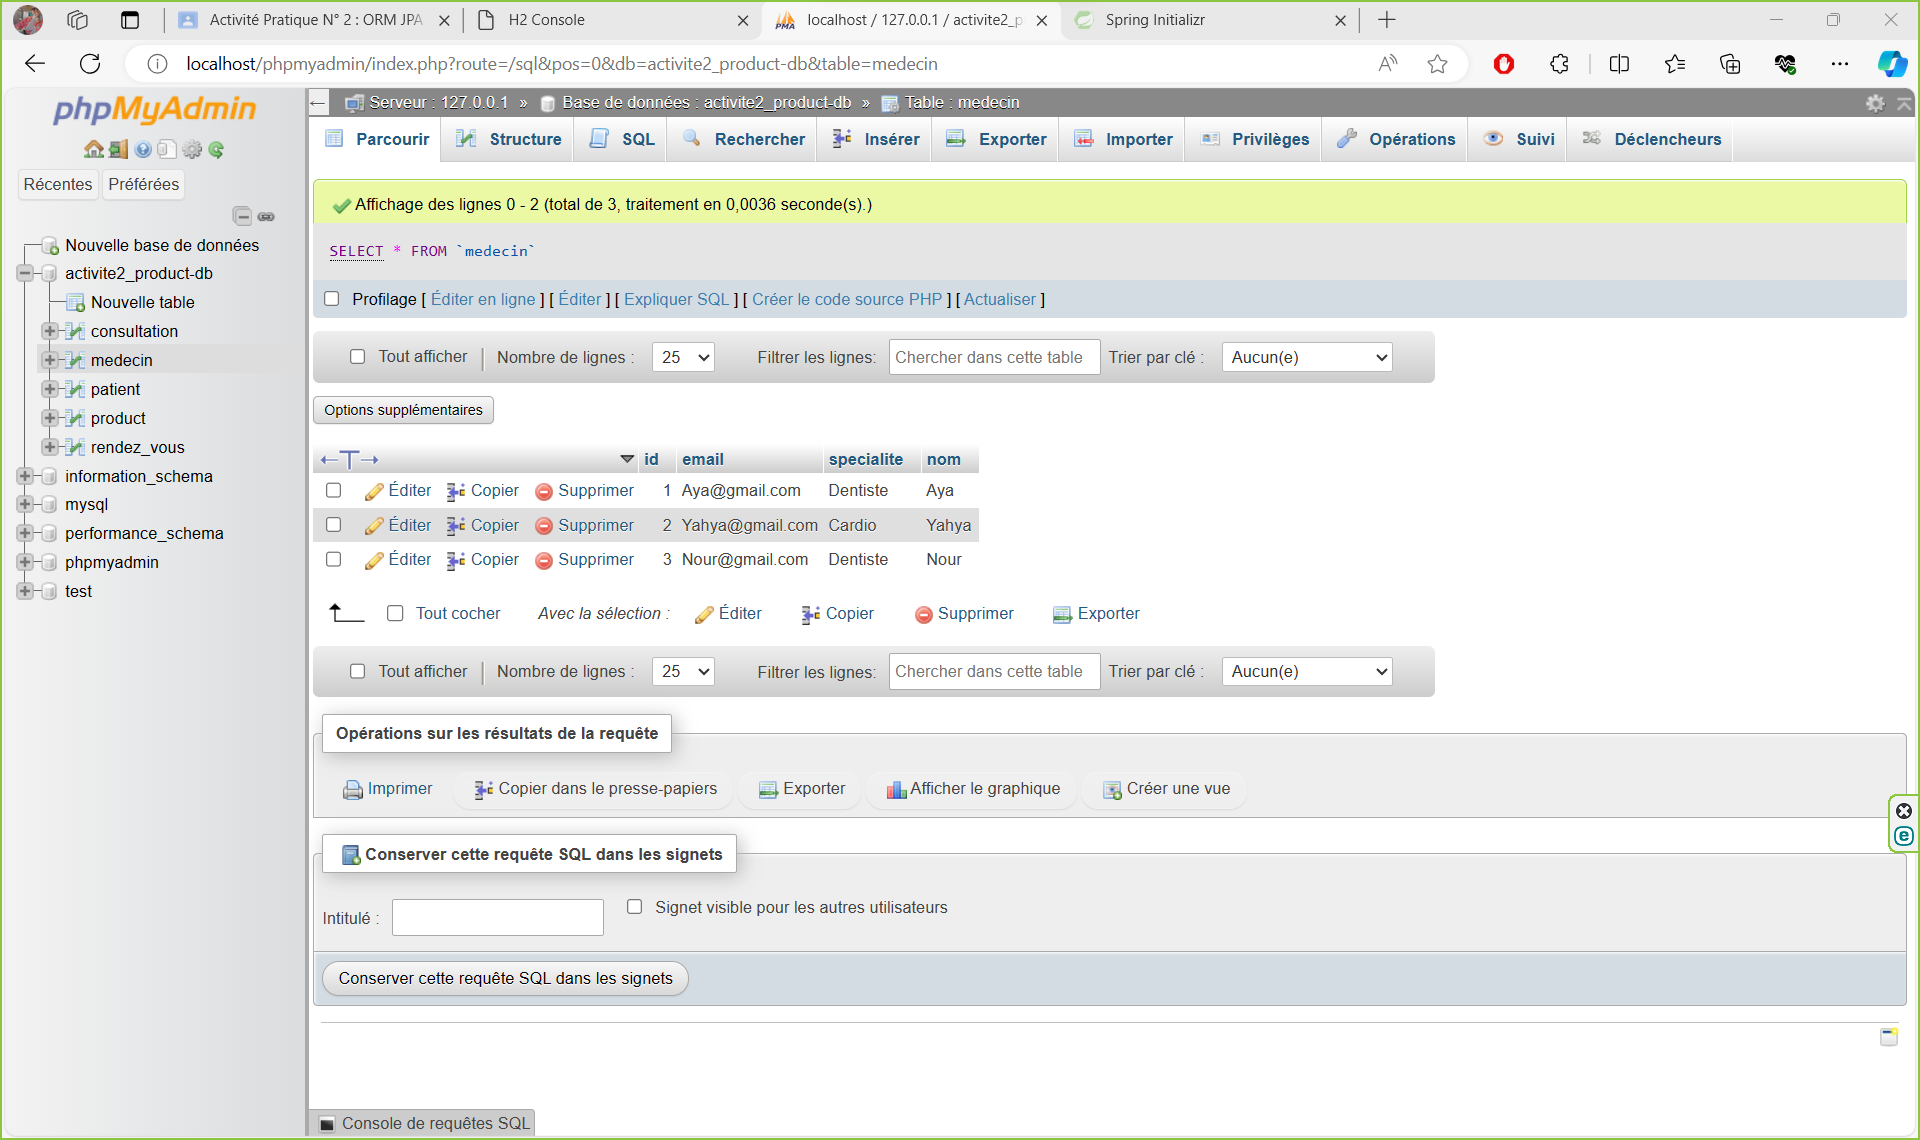 Activité Pratique N° 2 : ORM JPA
H2 Console
localhost / 127.0.0.1 / activite2_p
Spring Initializr
localhost/phpmyadmin/index.php?route=/sql&pos=0&db=activite2_product-db&table=medecin
phpMyAdmin
Récentes
Préférées
Nouvelle base de données
activite2_product-db
Nouvelle table
consultation
medecin
patient
product
rendez_vous
information_schema
mysql
performance_schema
phpmyadmin
test
Serveur : 127.0.0.1 » Base de données : activite2_product-db » Table : medecin
Parcourir Structure SQL Rechercher Insérer Exporter Importer Privilèges Opérations Suivi Déclencheurs
Affichage des lignes 0 - 2 (total de 3, traitement en 0,0036 seconde(s).)
SELECT * FROM `medecin`
Profilage [ Éditer en ligne ] [ Éditer ] [ Expliquer SQL ] [ Créer le code source PHP ] [ Actualiser ]
Tout afficher Nombre de lignes : 25 Filtrer les lignes: Chercher dans cette table Trier par clé : Aucun(e)
Options supplémentaires
id email specialite nom
Éditer Copier Supprimer 1 Aya@gmail.com Dentiste Aya
Éditer Copier Supprimer 2 Yahya@gmail.com Cardio Yahya
Éditer Copier Supprimer 3 Nour@gmail.com Dentiste Nour
Tout cocher Avec la sélection : Éditer Copier Supprimer Exporter
Tout afficher Nombre de lignes : 25 Filtrer les lignes: Chercher dans cette table Trier par clé : Aucun(e)
Opérations sur les résultats de la requête
Imprimer Copier dans le presse-papiers Exporter Afficher le graphique Créer une vue
Conserver cette requête SQL dans les signets
Intitulé : Signet visible pour les autres utilisateurs
Conserver cette requête SQL dans les signets
Console de requêtes SQL